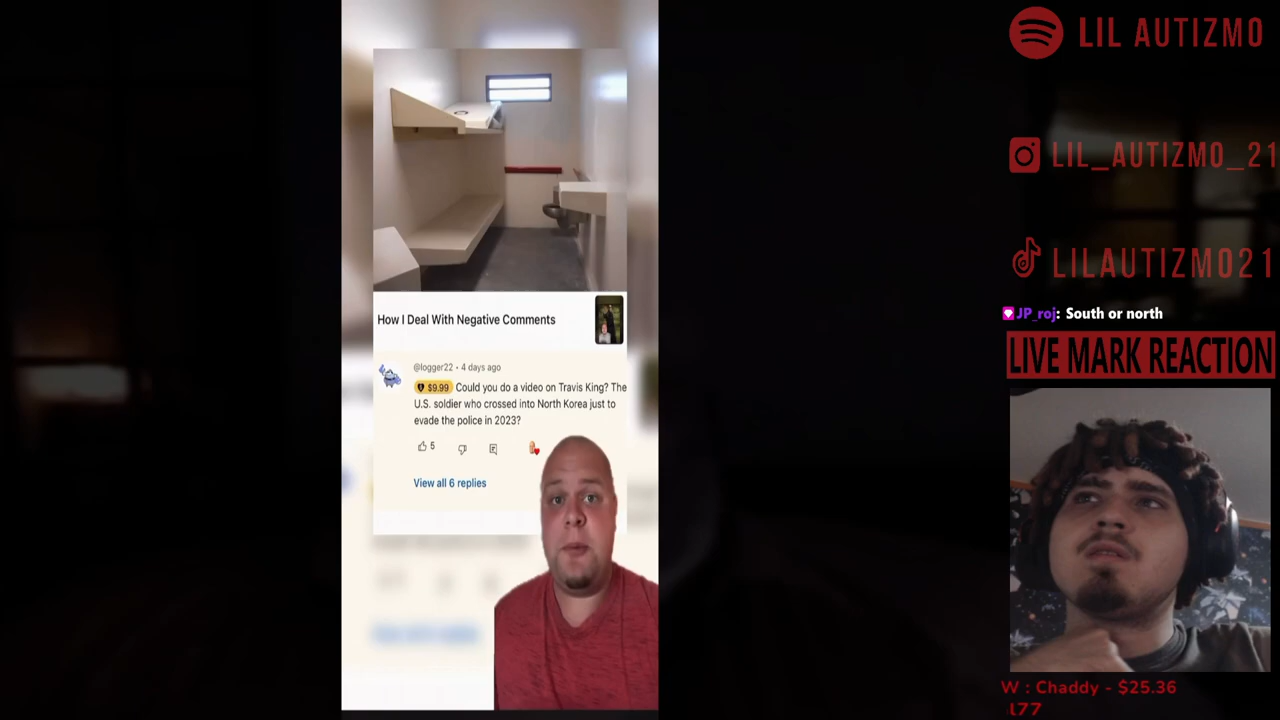 How I Deal With Negative Comments
@logger22 • 4 days ago
$9.99 Could you do a video on Travis King? The
U.S. soldier who crossed into North Korea just to
evade the police in 2023?
5
View all 6 replies
LIL AUTIZMO
LIL_AUTIZMO_21
LILAUTIZMO21
JP_roj: South or north
LIVE MARK REACTION
W : Chaddy - $25.36
l77